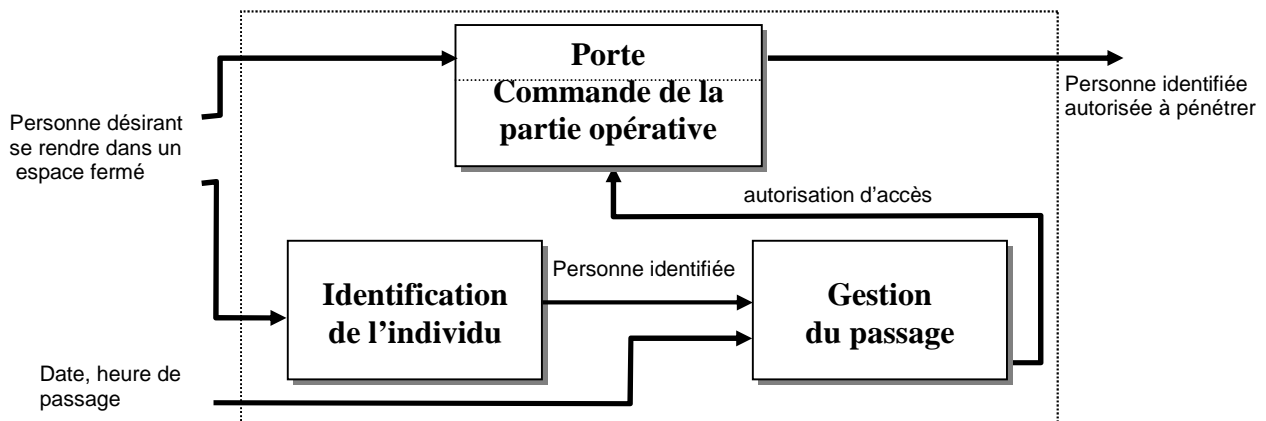 Porte
Commande de la
partie opérative
Personne identifiée
autorisée à pénétrer
Personne désirant
se rendre dans un
espace fermé
autorisation d'accès
Identification
de l'individu
Personne identifiée
Gestion
du passage
Date, heure de
passage